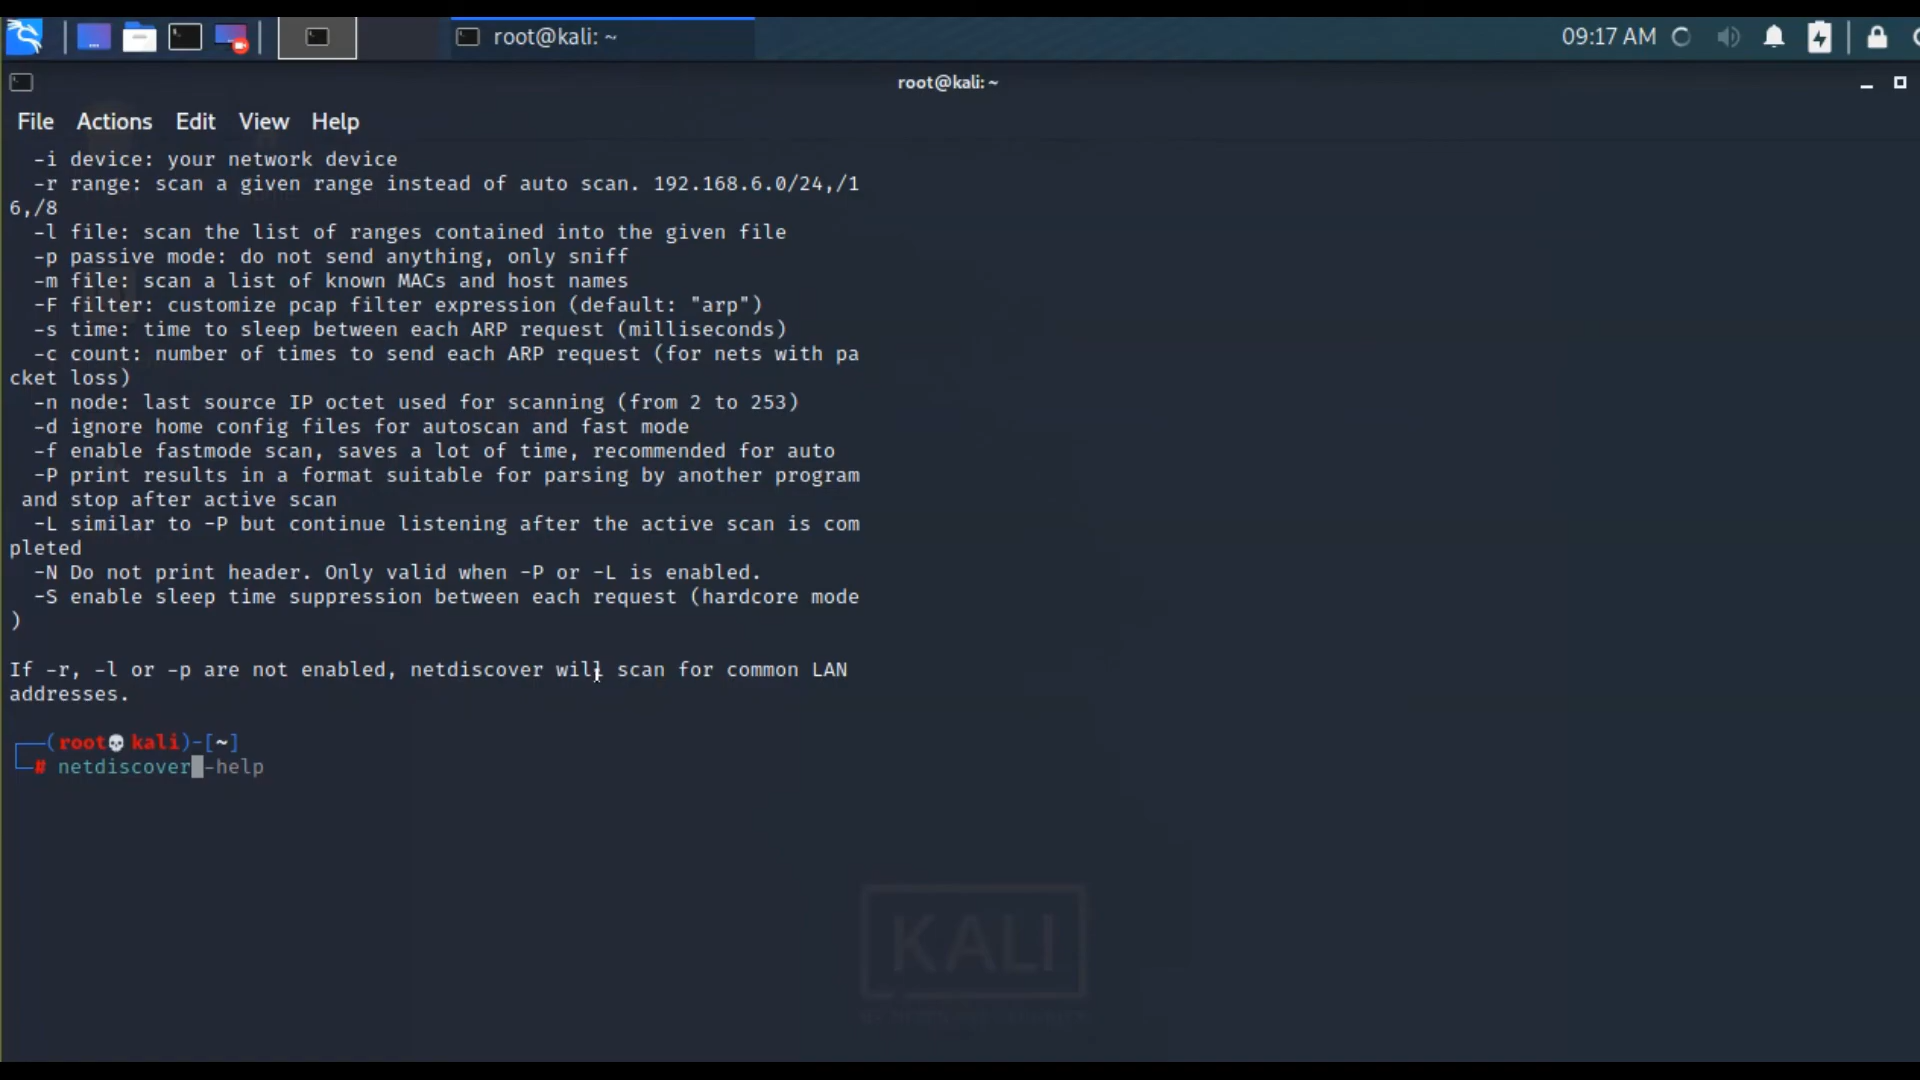 root@kali: ~
09:17 AM
root@kali: ~
File Actions Edit View Help
-i device: your network device
-r range: scan a given range instead of auto scan. 192.168.6.0/24,/1
6,/8
-l file: scan the list of ranges contained into the given file
-p passive mode: do not send anything, only sniff
-m file: scan a list of known MACs and host names
-F filter: customize pcap filter expression (default: "arp")
-s time: time to sleep between each ARP request (milliseconds)
-c count: number of times to send each ARP request (for nets with pa
cket loss)
-n node: last source IP octet used for scanning (from 2 to 253)
-d ignore home config files for autoscan and fast mode
-f enable fastmode scan, saves a lot of time, recommended for auto
-P print results in a format suitable for parsing by another program
and stop after active scan
-L similar to -P but continue listening after the active scan is com
pleted
-N Do not print header. Only valid when -P or -L is enabled.
-S enable sleep time suppression between each request (hardcore mode
)
If -r, -l or -p are not enabled, netdiscover will scan for common LAN
addresses.
(root💀kali)-[~]
# netdiscover -help
KALI